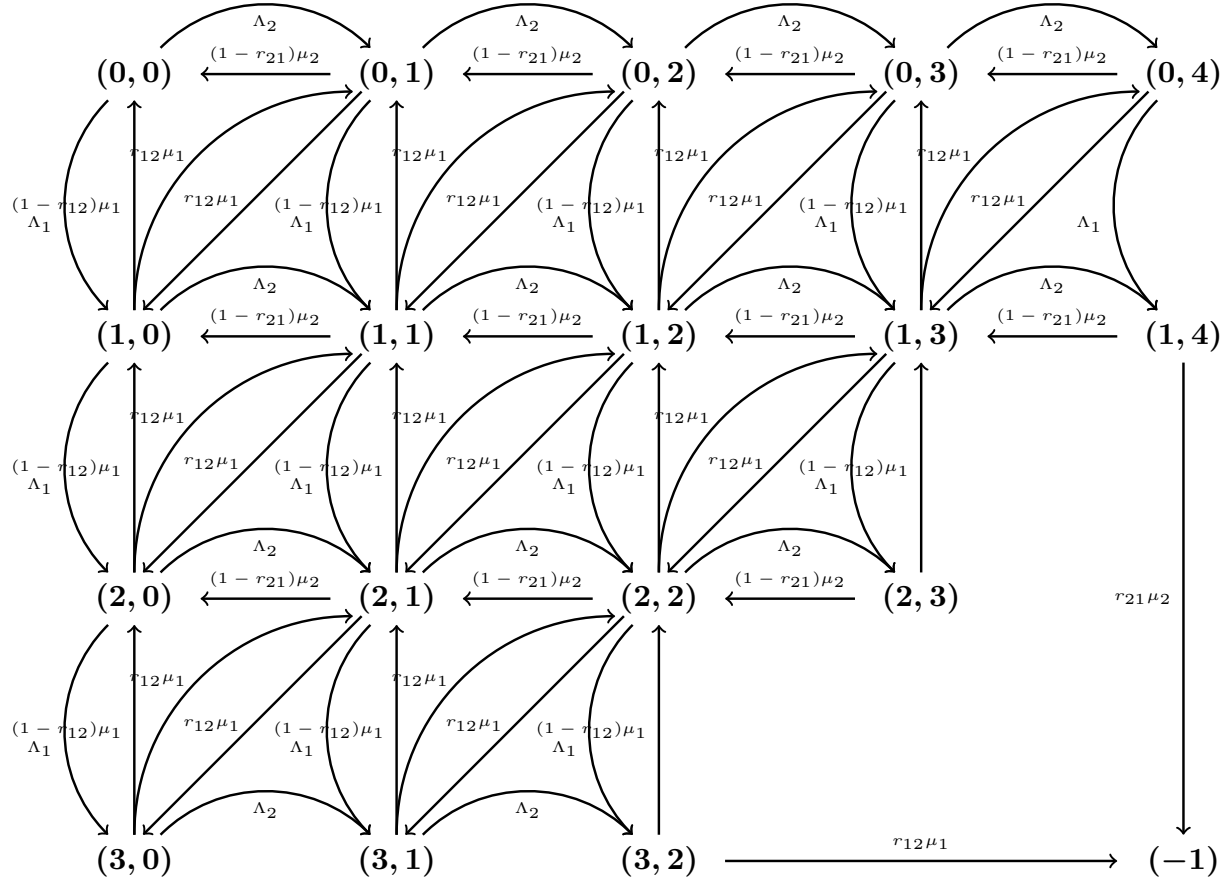 Λ₂ Λ₂ Λ₂ Λ₂
(1 − r₂₁)μ₂ (1 − r₂₁)μ₂ (1 − r₂₁)μ₂ (1 − r₂₁)μ₂
(0, 0) (0, 1) (0, 2) (0, 3) (0, 4)
r₁₂μ₁ r₁₂μ₁ r₁₂μ₁ r₁₂μ₁
(1 − r₁₂)μ₁ r₁₂μ₁ (1 − r₁₂)μ₁ r₁₂μ₁ (1 − r₁₂)μ₁ r₁₂μ₁ (1 − r₁₂)μ₁ r₁₂μ₁
Λ₁ Λ₁ Λ₁ Λ₁ Λ₁
Λ₂ Λ₂ Λ₂ Λ₂
(1 − r₂₁)μ₂ (1 − r₂₁)μ₂ (1 − r₂₁)μ₂ (1 − r₂₁)μ₂
(1, 0) (1, 1) (1, 2) (1, 3) (1, 4)
r₁₂μ₁ r₁₂μ₁ r₁₂μ₁
(1 − r₁₂)μ₁ r₁₂μ₁ (1 − r₁₂)μ₁ r₁₂μ₁ (1 − r₁₂)μ₁ r₁₂μ₁ (1 − r₁₂)μ₁
Λ₁ Λ₁ Λ₁ Λ₁
Λ₂ Λ₂ Λ₂
(1 − r₂₁)μ₂ (1 − r₂₁)μ₂ (1 − r₂₁)μ₂
(2, 0) (2, 1) (2, 2) (2, 3) r₂₁μ₂
r₁₂μ₁ r₁₂μ₁
(1 − r₁₂)μ₁ r₁₂μ₁ (1 − r₁₂)μ₁ r₁₂μ₁ (1 − r₁₂)μ₁
Λ₁ Λ₁ Λ₁
Λ₂ Λ₂
r₁₂μ₁
(3, 0) (3, 1) (3, 2) (−1)